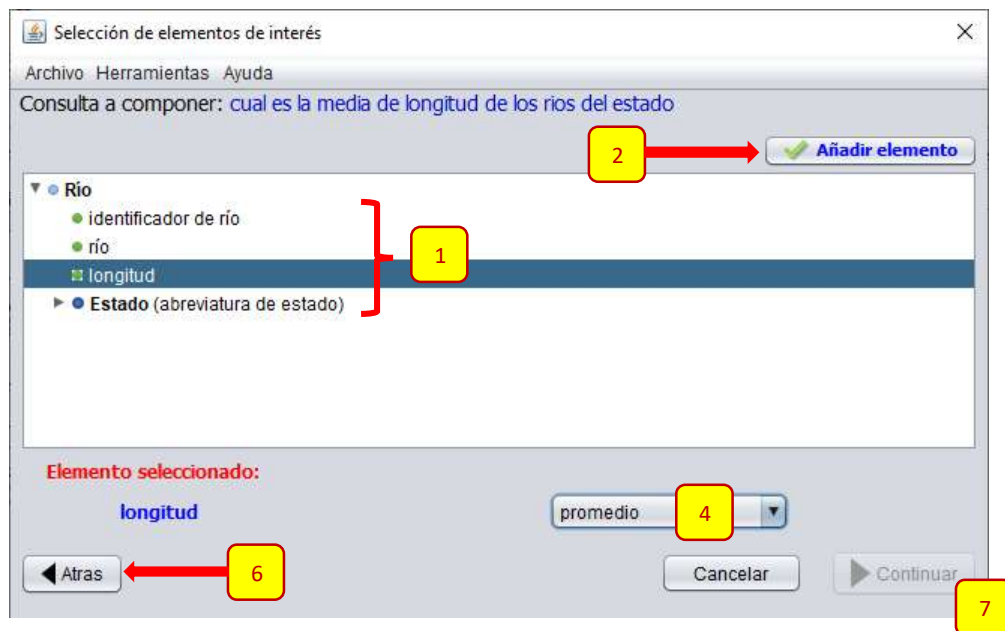 Selección de elementos de interés
Archivo Herramientas Ayuda
Consulta a componer: cual es la media de longitud de los rios del estado
2 Añadir elemento
Río
identificador de río
río
1
longitud
Estado (abreviatura de estado)
Elemento seleccionado:
longitud promedio 4
Atras 6 Cancelar Continuar
7